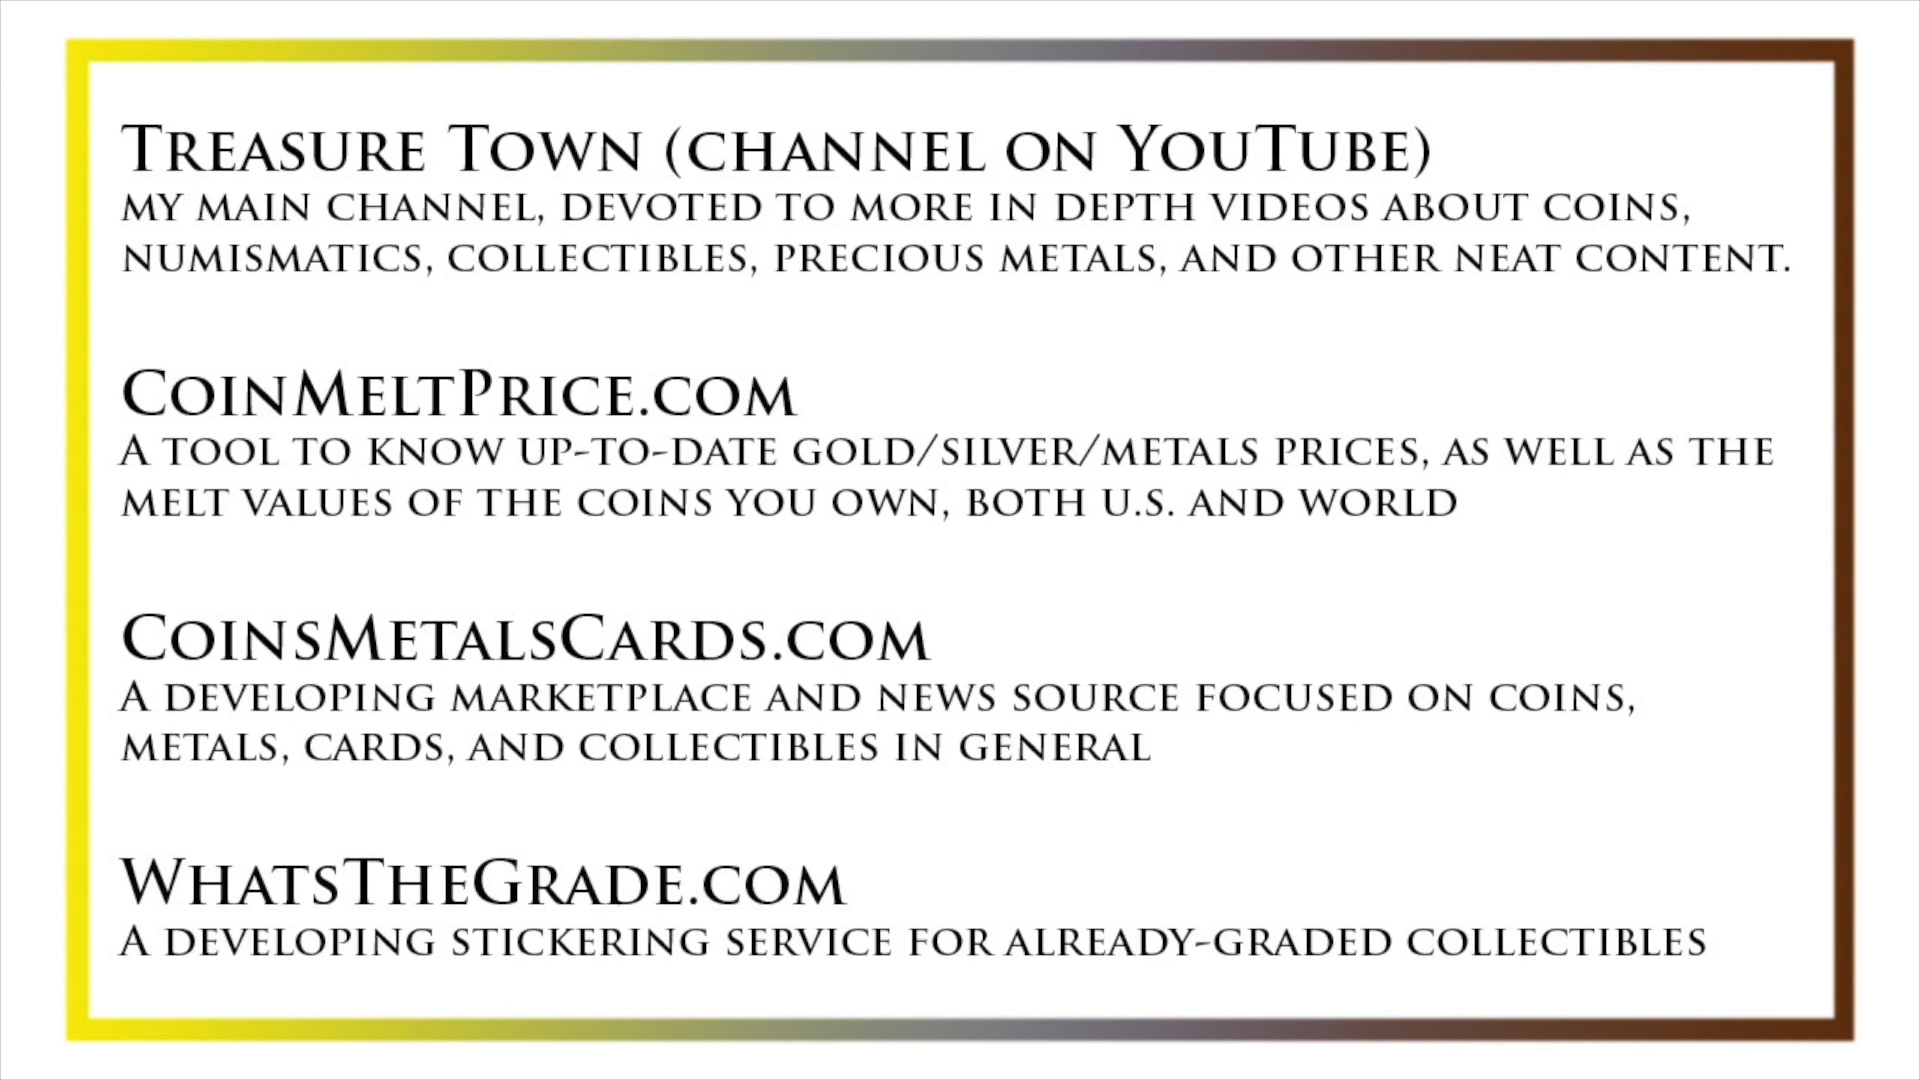 Treasure Town (channel on YouTube)
my main channel, devoted to more in depth videos about coins,
numismatics, collectibles, precious metals, and other neat content.
CoinMeltPrice.com
A tool to know up-to-date gold/silver/metals prices, as well as the
melt values of the coins you own, both U.S. and world
CoinsMetalsCards.com
A developing marketplace and news source focused on coins,
metals, cards, and collectibles in general
WhatsTheGrade.com
A developing stickering service for already-graded collectibles